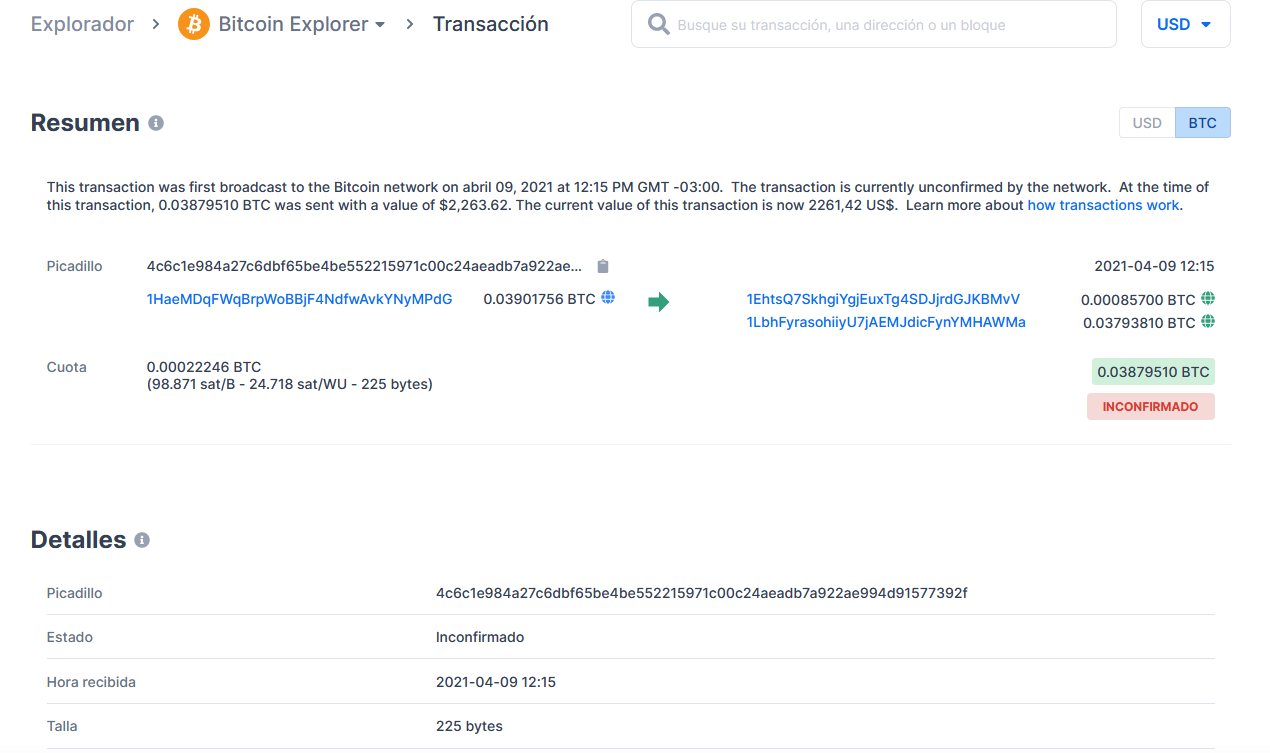 Explorador > Bitcoin Explorer > Transacción
Busque su transacción, una dirección o un bloque
USD
Resumen
USD BTC
This transaction was first broadcast to the Bitcoin network on abril 09, 2021 at 12:15 PM GMT -03:00. The transaction is currently unconfirmed by the network. At the time of
this transaction, 0.03879510 BTC was sent with a value of $2,263.62. The current value of this transaction is now 2261,42 US$. Learn more about how transactions work.
Picadillo 4c6c1e984a27c6dbf65be4be552215971c00c24aeadb7a922ae... 2021-04-09 12:15
1HaeMDqFWqBrpWoBBjF4NdfwAvkYNyMPdG 0.03901756 BTC 1EhtsQ7SkhgiYgjEuxTg4SDJjrdGJKBMvV 0.00085700 BTC
1LbhFyrasohiiyU7jAEMJdicFynYMHAWMa 0.03793810 BTC
Cuota 0.00022246 BTC
(98.871 sat/B - 24.718 sat/WU - 225 bytes)
0.03879510 BTC
INCONFIRMADO
Detalles
Picadillo 4c6c1e984a27c6dbf65be4be552215971c00c24aeadb7a922ae994d91577392f
Estado Inconfirmado
Hora recibida 2021-04-09 12:15
Talla 225 bytes